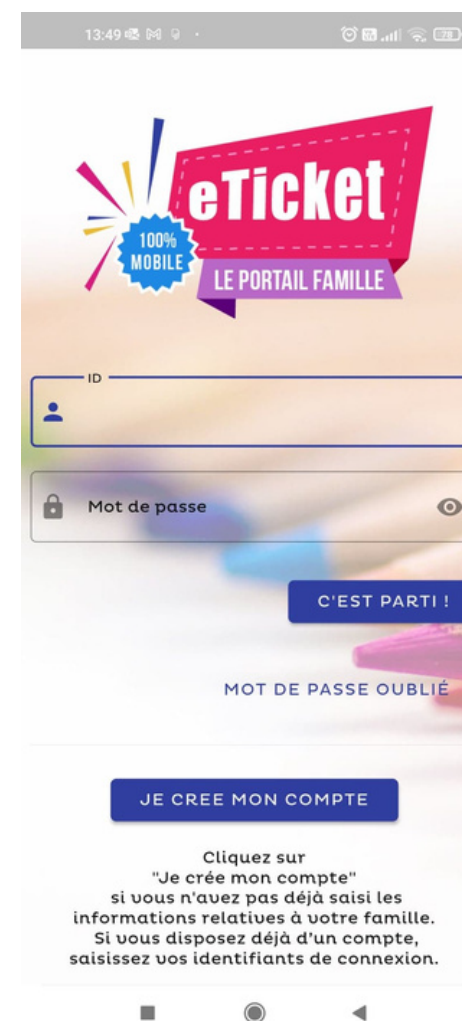 13:49
78
eTicket
100%
MOBILE
LE PORTAIL FAMILLE
ID
Mot de passe
C'EST PARTI !
MOT DE PASSE OUBLIÉ
JE CREE MON COMPTE
Cliquez sur
"Je crée mon compte"
si vous n'avez pas déjà saisi les
informations relatives à votre famille.
Si vous disposez déjà d'un compte,
saisissez vos identifiants de connexion.